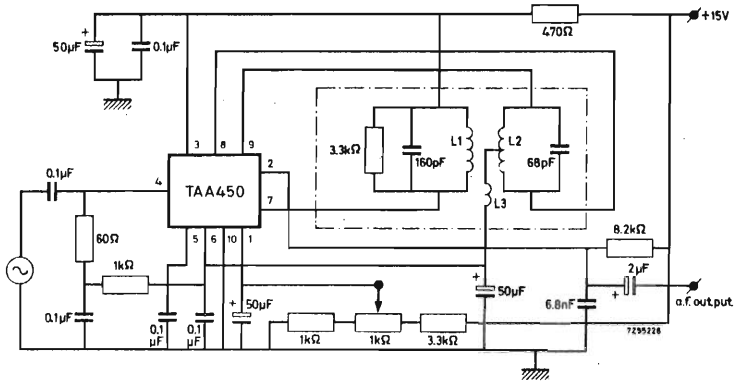 +15V
470Ω
+
50µF
0.1µF
3
8
9
3.3kΩ
160pF
L1
L2
68pF
0.1µF
4
TAA450
2
7
L3
5
6
10
1
60Ω
8.2kΩ
1kΩ
+
50µF
+
50µF
2µF
+
6.8nF
a.f. output
0.1µF
0.1
µF
0.1
µF
1kΩ
1kΩ
3.3kΩ
7Z95226